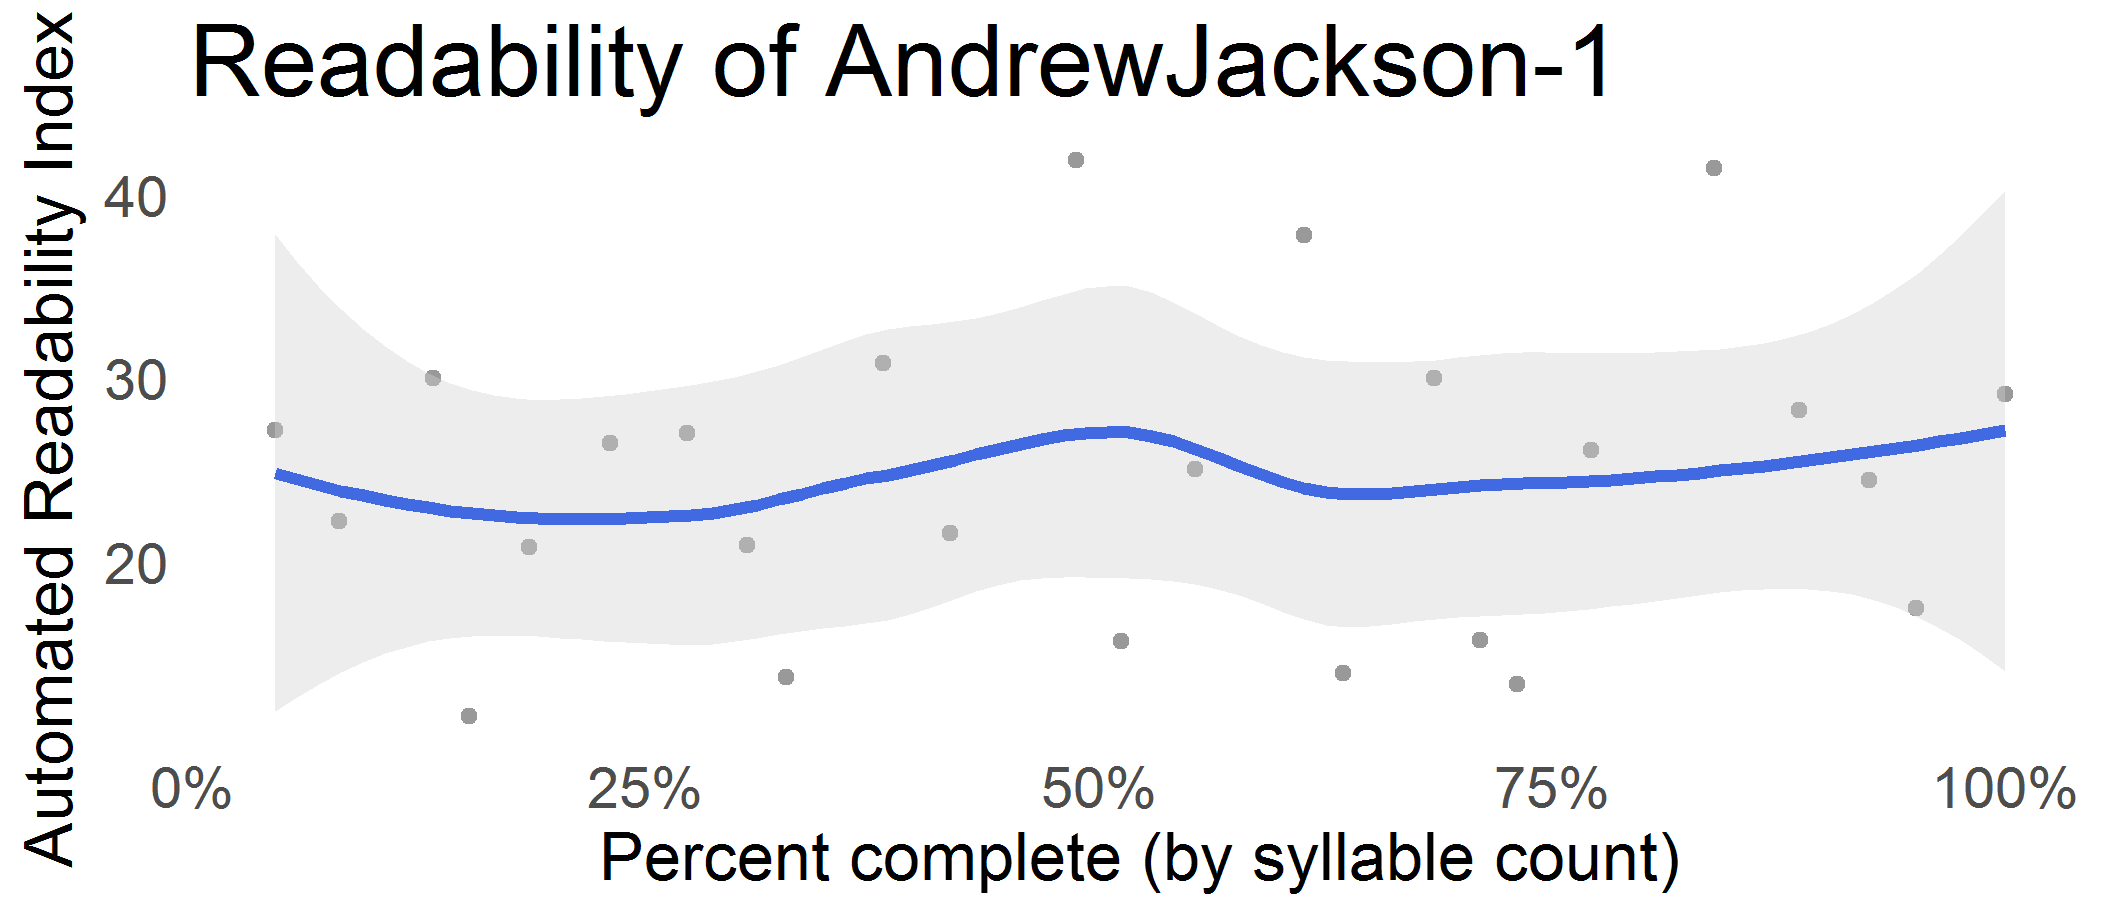 Readability of AndrewJackson-1
Automated Readability Index
40
30
20
0% 25% 50% 75% 100%
Percent complete (by syllable count)